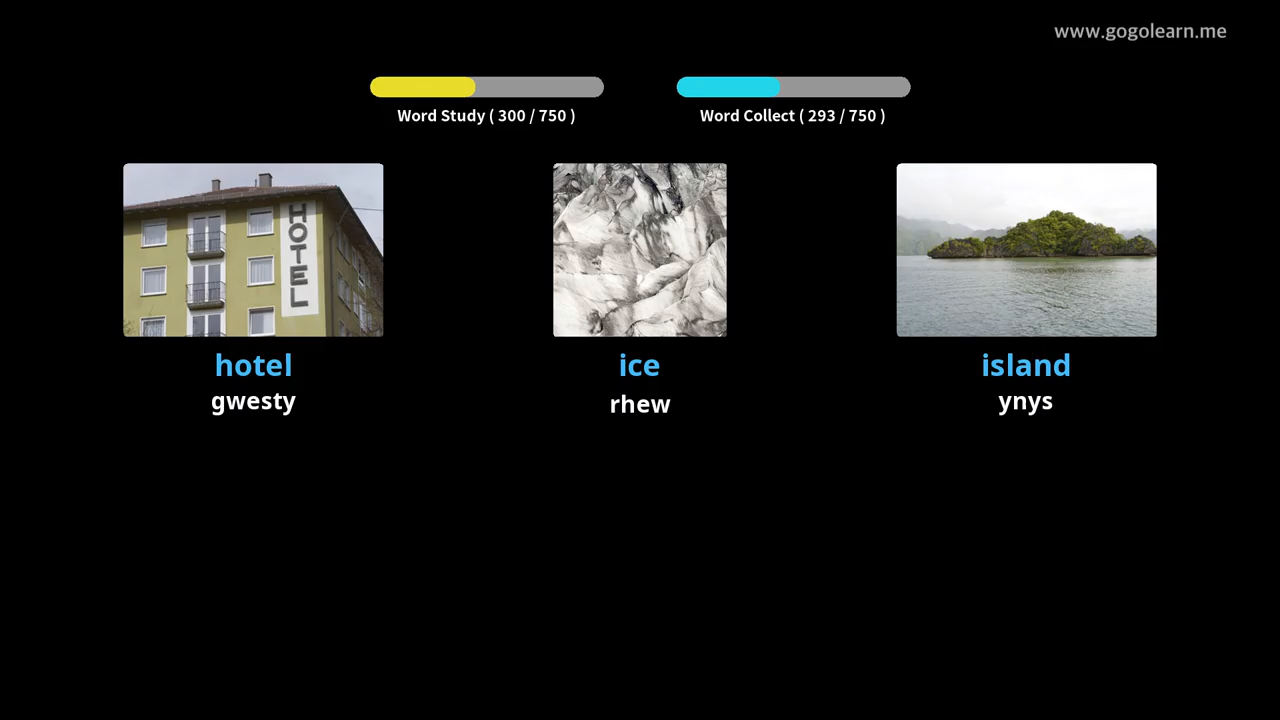 www.gogolearn.me
Word Study ( 300 / 750 )
Word Collect ( 293 / 750 )
HOTEL
hotel
ice
island
gwesty
rhew
ynys